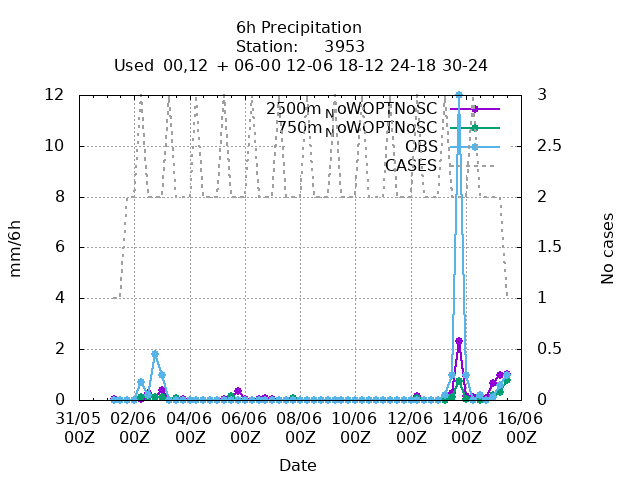 6h Precipitation
Station: 3953
Used 00,12 + 06-00 12-06 18-12 24-18 30-24
12
10
8
6
4
2
0
mm/6h
3
2.5
2
1.5
1
0.5
0
No cases
2500m NoWOPTNoSC
750m NoWOPTNoSC
OBS
CASES
31/05 02/06 04/06 06/06 08/06 10/06 12/06 14/06 16/06
00Z 00Z 00Z 00Z 00Z 00Z 00Z 00Z 00Z
Date